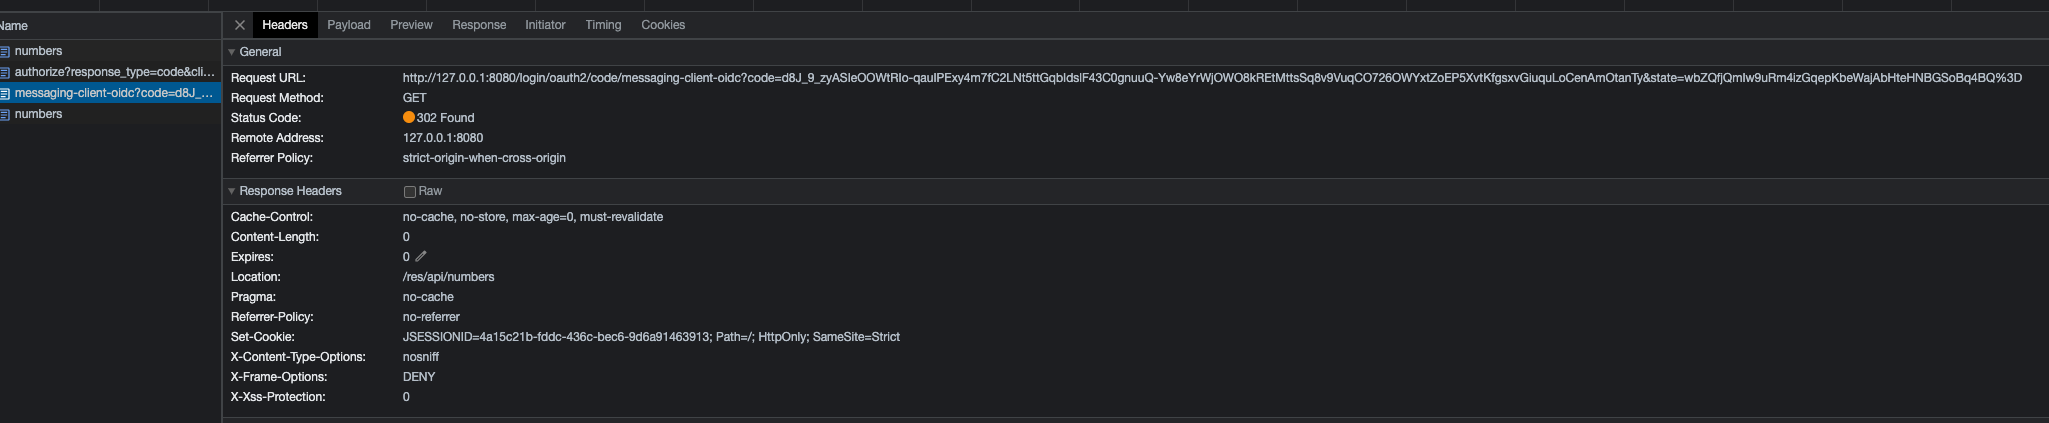 Name
numbers
authorize?response_type=code&cli...
messaging-client-oidc?code=d8J_...
numbers
Headers Payload Preview Response Initiator Timing Cookies
General
Request URL: http://127.0.0.1:8080/login/oauth2/code/messaging-client-oidc?code=d8J_9_zyASIeOOWtRIo-qauIPExy4m7fC2LNt5ttGqbIdsIF43C0gnuuQ-Yw8eYrWjOWO8kREtMttsSq8v9VuqCO726OWYxtZoEP5XvtKfgsxvGiuquLoCenAmOtanTy&state=wbZQfjQmIw9uRm4izGqepKbeWajAbHteHNBGSoBq4BQ%3D
Request Method: GET
Status Code: 302 Found
Remote Address: 127.0.0.1:8080
Referrer Policy: strict-origin-when-cross-origin
Response Headers Raw
Cache-Control: no-cache, no-store, max-age=0, must-revalidate
Content-Length: 0
Expires: 0
Location: /res/api/numbers
Pragma: no-cache
Referrer-Policy: no-referrer
Set-Cookie: JSESSIONID=4a15c21b-fddc-436c-bec6-9d6a91463913; Path=/; HttpOnly; SameSite=Strict
X-Content-Type-Options: nosniff
X-Frame-Options: DENY
X-Xss-Protection: 0